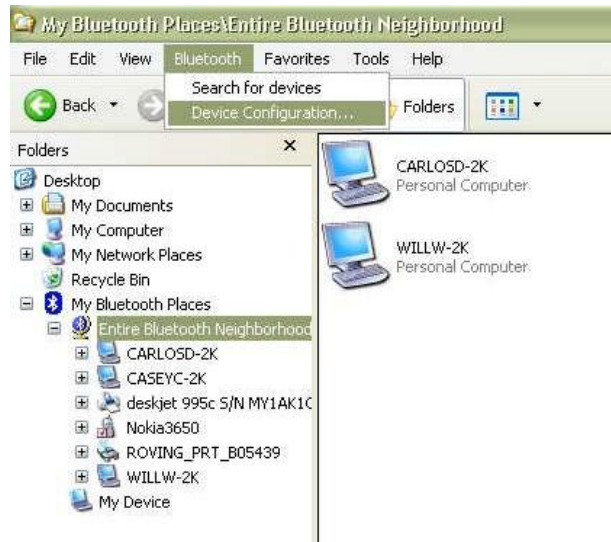 My Bluetooth Places\Entire Bluetooth Neighborhood
File Edit View Bluetooth Favorites Tools Help
Search for devices
Device Configuration...
Back
Folders
Folders
Desktop
My Documents
My Computer
My Network Places
Recycle Bin
My Bluetooth Places
Entire Bluetooth Neighborhood
CARLOSD-2K
CASEYC-2K
deskjet 995c S/N MY1AK1C
Nokia3650
ROVING_PRT_B05439
WILLW-2K
My Device
CARLOSD-2K
Personal Computer
WILLW-2K
Personal Computer